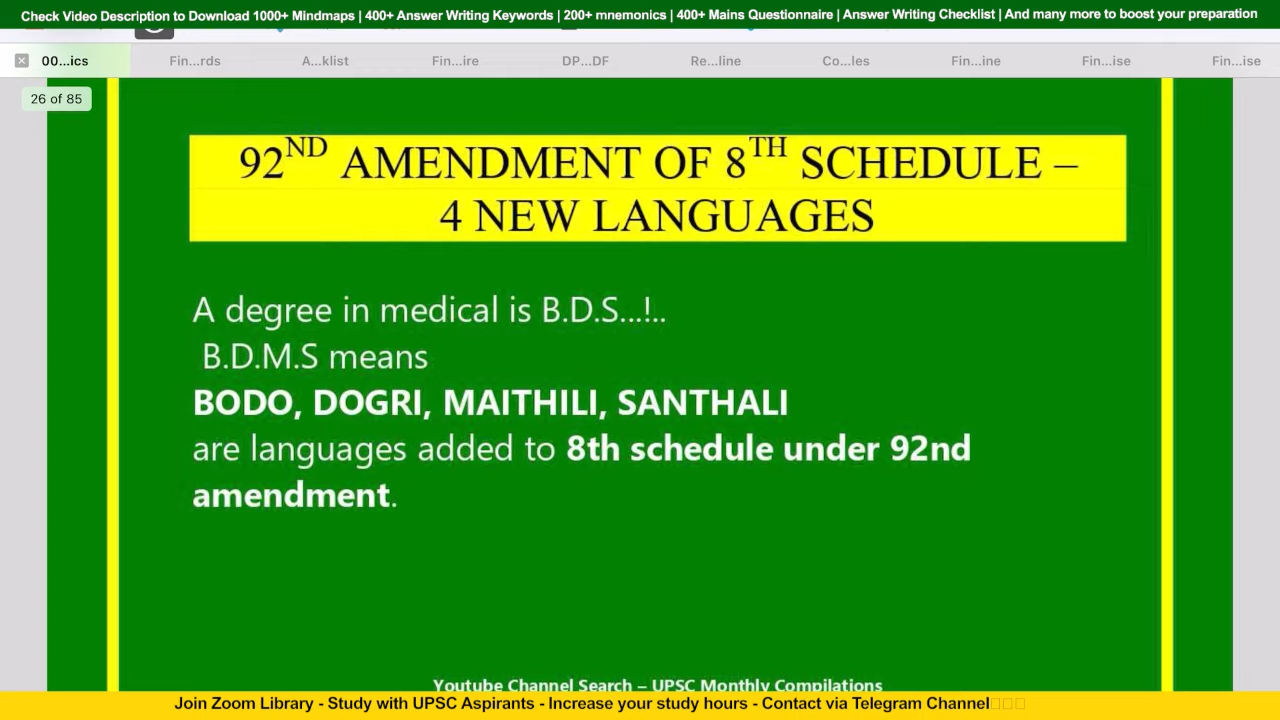 Check Video Description to Download 1000+ Mindmaps | 400+ Answer Writing Keywords | 200+ mnemonics | 400+ Mains Questionnaire | Answer Writing Checklist | And many more to boost your preparation
00...ics Fin...rds A...klist Fin...ire DP...DF Re...line Co...les Fin...ine Fin...ise Fin...ise
26 of 85
92ND AMENDMENT OF 8TH SCHEDULE –
4 NEW LANGUAGES
A degree in medical is B.D.S...!..
B.D.M.S means
BODO, DOGRI, MAITHILI, SANTHALI
are languages added to 8th schedule under 92nd
amendment.
Youtube Channel Search – UPSC Monthly Compilations
Join Zoom Library - Study with UPSC Aspirants - Increase your study hours - Contact via Telegram Channel